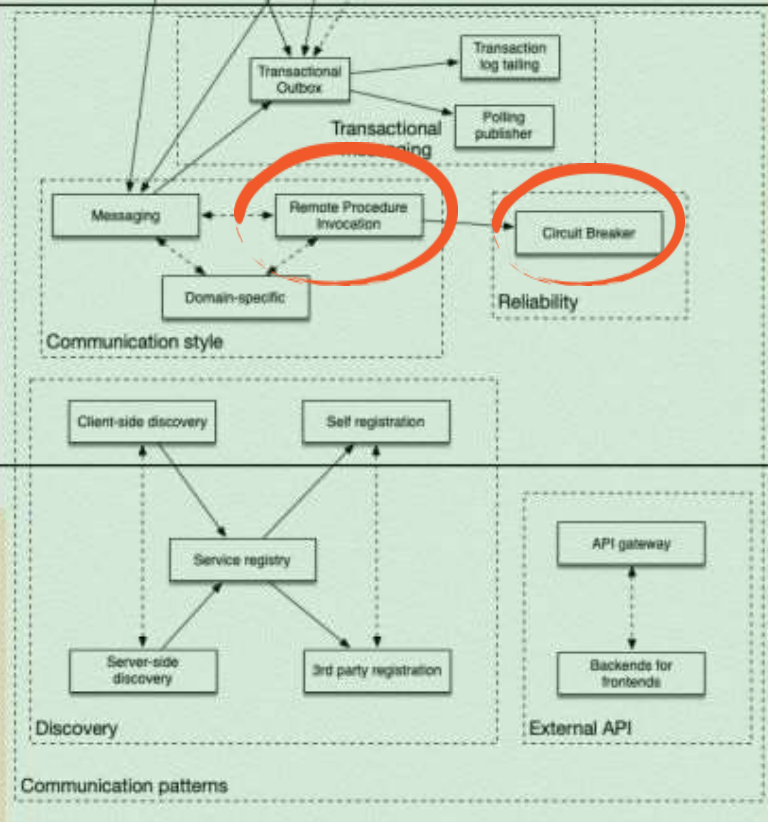 Transactional
Outbox
Transaction
log tailing
Polling
publisher
Transactional
messaging
Messaging
Remote Procedure
Invocation
Circuit Breaker
Domain-specific
Reliability
Communication style
Client-side discovery
Self registration
Service registry
API gateway
Server-side
discovery
3rd party registration
Backends for
frontends
Discovery
External API
Communication patterns